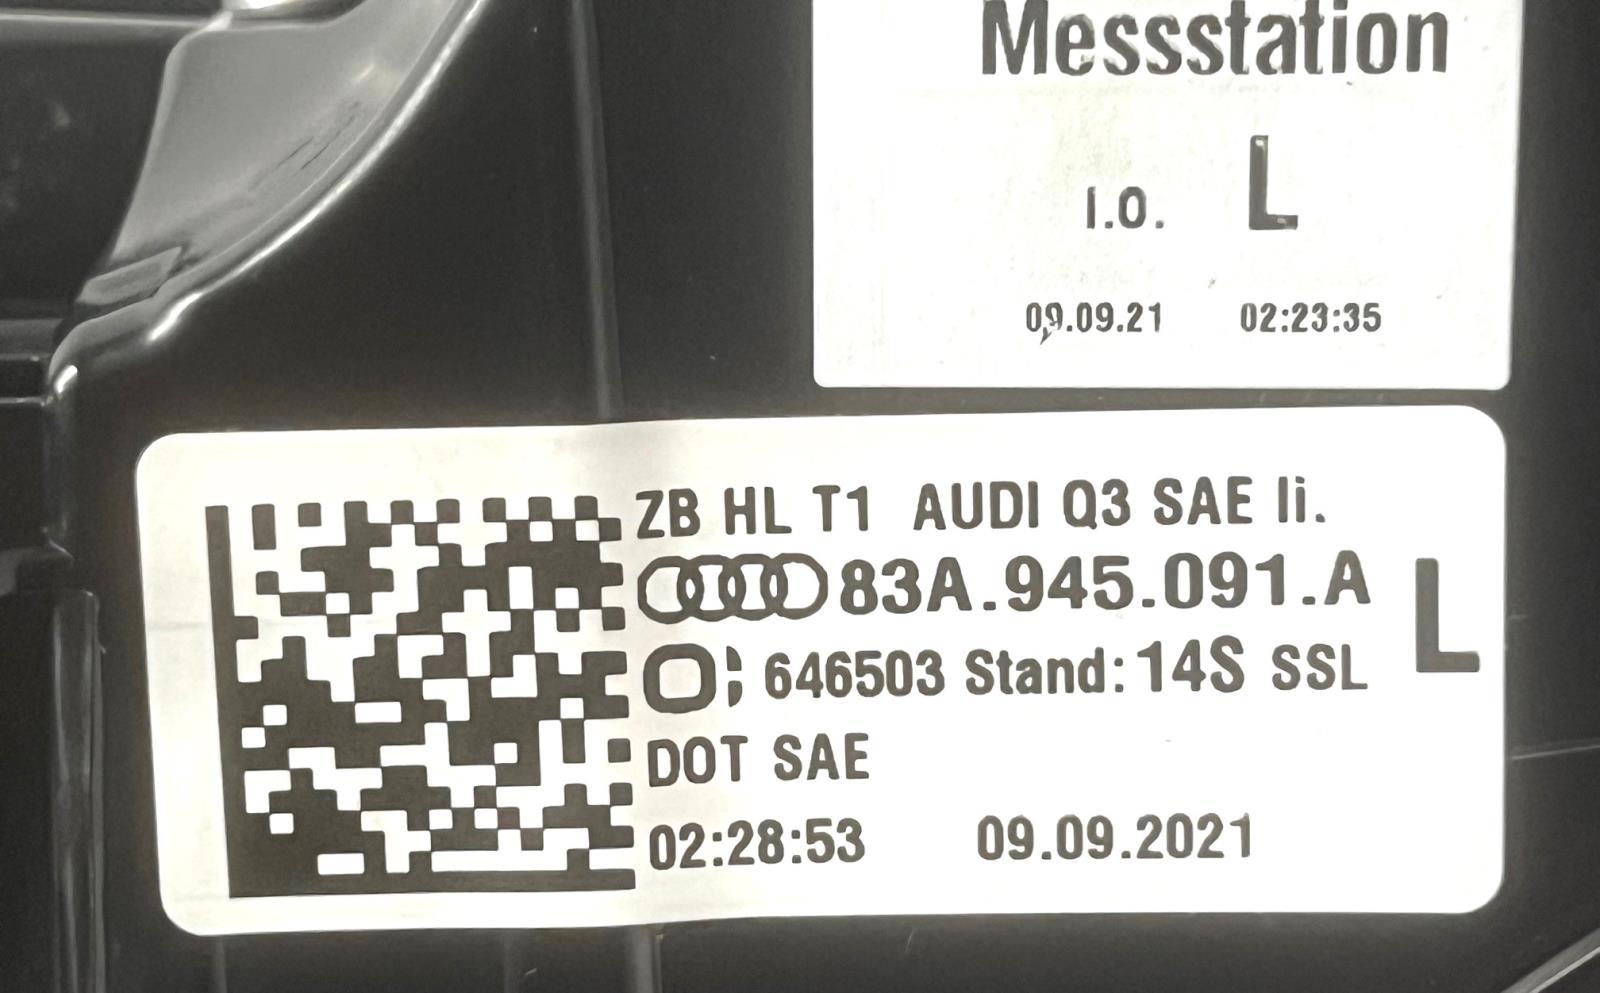 Messstation
I.O. L
09.09.21 02:23:35
ZB HL T1 AUDI Q3 SAE li.
83A.945.091.A L
646503 Stand: 14S SSL
DOT SAE
02:28:53 09.09.2021